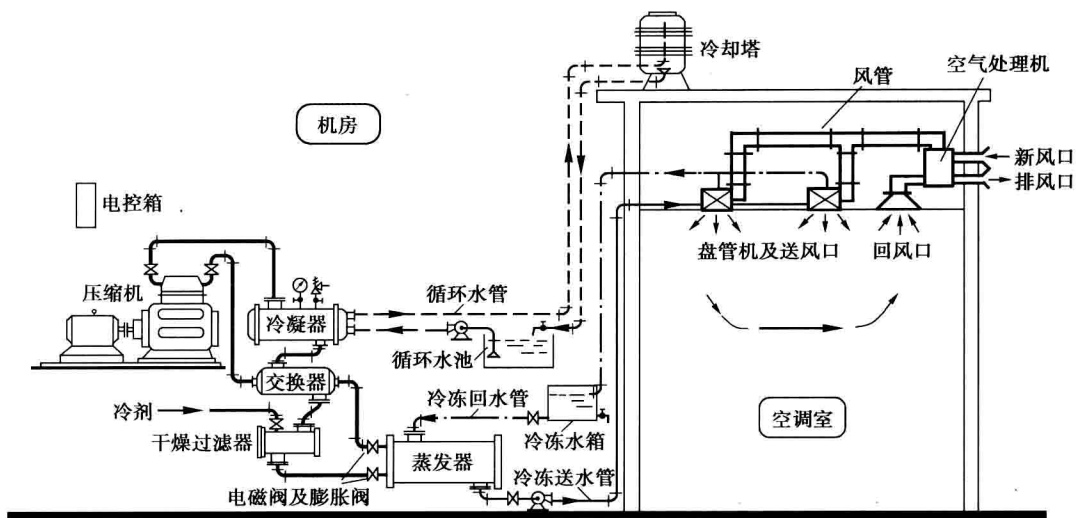 冷却塔
空气处理机
风管
机房
新风口
排风口
电控箱
盘管机及送风口
回风口
压缩机
循环水管
冷凝器
循环水池
交换器
冷冻回水管
冷剂
空调室
冷冻水箱
干燥过滤器
蒸发器
冷冻送水管
电磁阀及膨胀阀